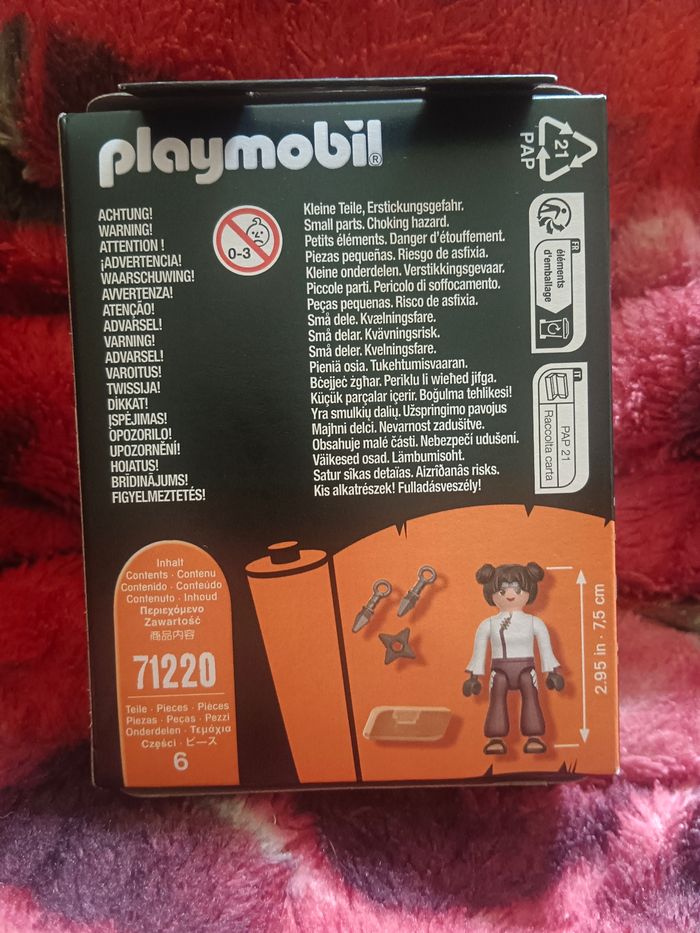 playmobil®
ACHTUNG!
WARNING!
ATTENTION !
¡ADVERTENCIA!
WAARSCHUWING!
AVVERTENZA!
ATENÇÃO!
ADVARSEL!
VARNING!
ADVARSEL!
VAROITUS!
TWISSIJA!
DİKKAT!
ĮSPĖJIMAS!
OPOZORILO!
UPOZORNĚNÍ!
HOIATUS!
BRĪDINĀJUMS!
FIGYELMEZTETÉS!
0-3
Kleine Teile, Erstickungsgefahr.
Small parts. Choking hazard.
Petits éléments. Danger d'étouffement.
Piezas pequeñas. Riesgo de asfixia.
Kleine onderdelen. Verstikkingsgevaar.
Piccole parti. Pericolo di soffocamento.
Peças pequenas. Risco de asfixia.
Små dele. Kvælningsfare.
Små delar. Kvävningsrisk.
Små deler. Kvelningsfare.
Pieniä osia. Tukehtumisvaaran.
Bċejjeċ żgħar. Periklu li wieħed jifga.
Küçük parçalar içerir. Boğulma tehlikesi!
Yra smulkių dalių. Užspringimo pavojus
Majhni delci. Nevarnost zadušitve.
Obsahuje malé části. Nebezpečí udušení.
Väikesed osad. Lämbumisoht.
Satur sīkas detaļas. Aizrīšanās risks.
Kis alkatrészek! Fulladásveszély!
21
PAP
FR
éléments
d'emballage
IT
PAP 21
Raccolta carta
Inhalt
Contents · Contenu
Contenido · Conteúdo
Contenuto · Inhoud
Περιεχόμενο
Zawartość
商品内容
71220
Teile · Pieces · Pièces
Piezas · Peças · Pezzi
Onderdelen · Τεμάχια
Części · ピース
6
2.95 in · 7,5 cm